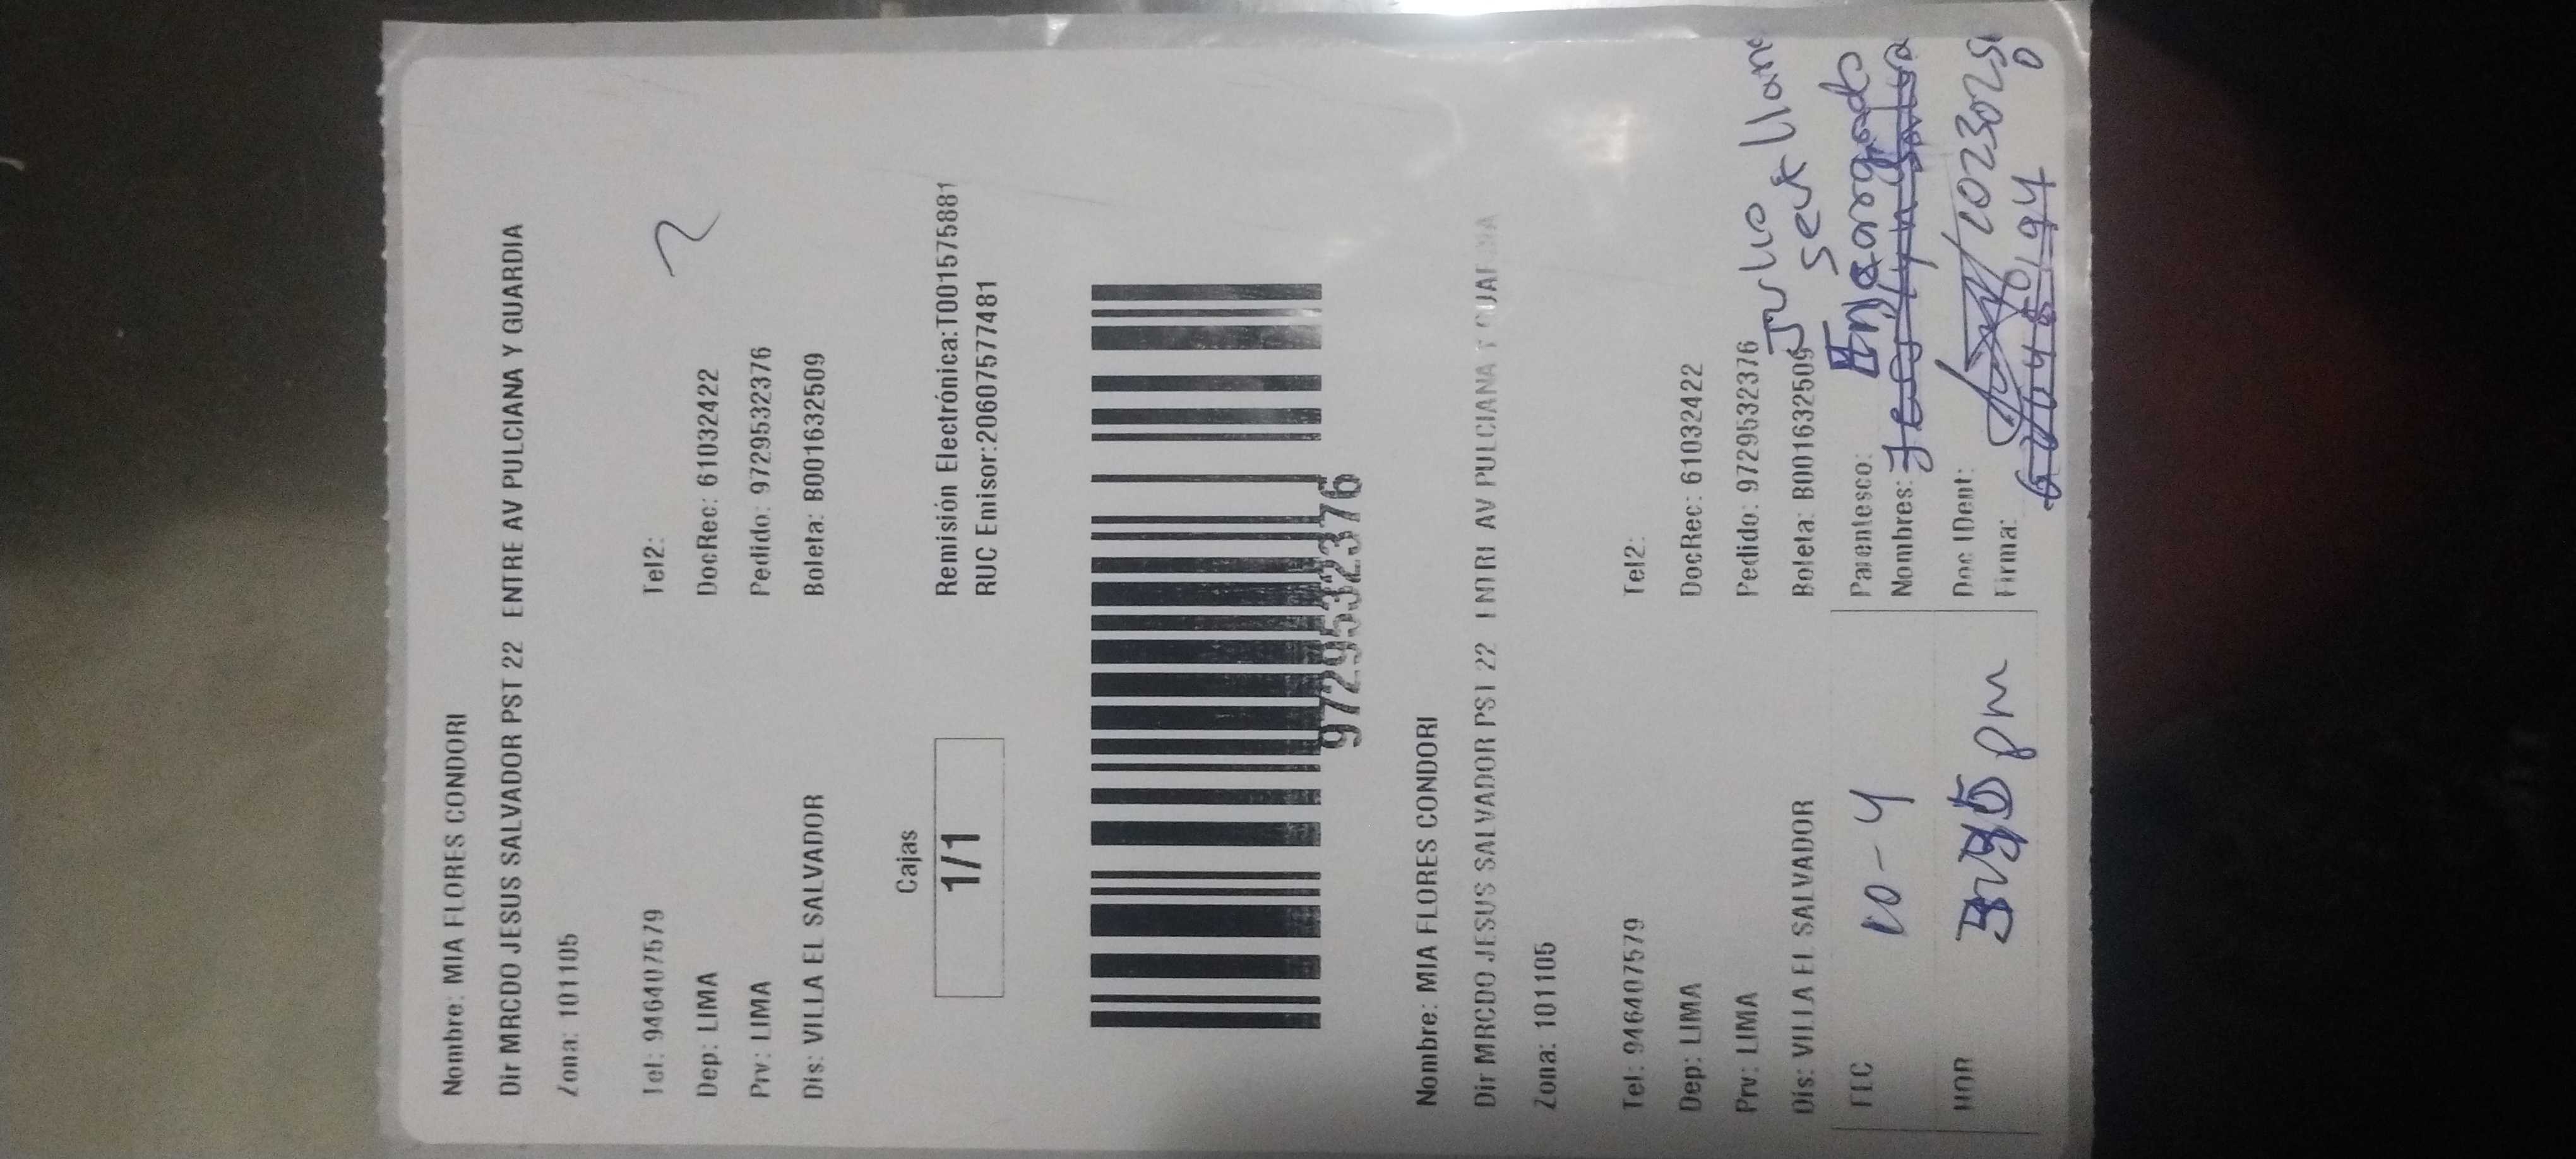 Nombre: MIA FLORES CONDORI
Dir MRCDO JESUS SALVADOR PST 22 ENTRE AV PULCIANA Y GUARDIA
Zona: 101105
Tel: 946407579 Tel2:
Dep: LIMA DocRec: 61032422
Prv: LIMA Pedido: 9729532376
Dis: VILLA EL SALVADOR Boleta: B001632509
Cajas
1/1
Remisión Electrónica:T001575881
RUC Emisor:20607577481
9729532376
Nombre: MIA FLORES CONDORI
Dir MRCDO JESUS SALVADOR PST 22 ENTRE AV PULCIANA Y GUARDIA
Zona: 101105
Tel: 946407579 Tel2:
Dep: LIMA DocRec: 61032422
Prv: LIMA Pedido: 9729532376
Dis: VILLA EL SALVADOR Boleta: B001632509
Julio
FEC 10-4 Parentesco: Encargado
Nombres:
HOR pm Doc IDent:
Firma: